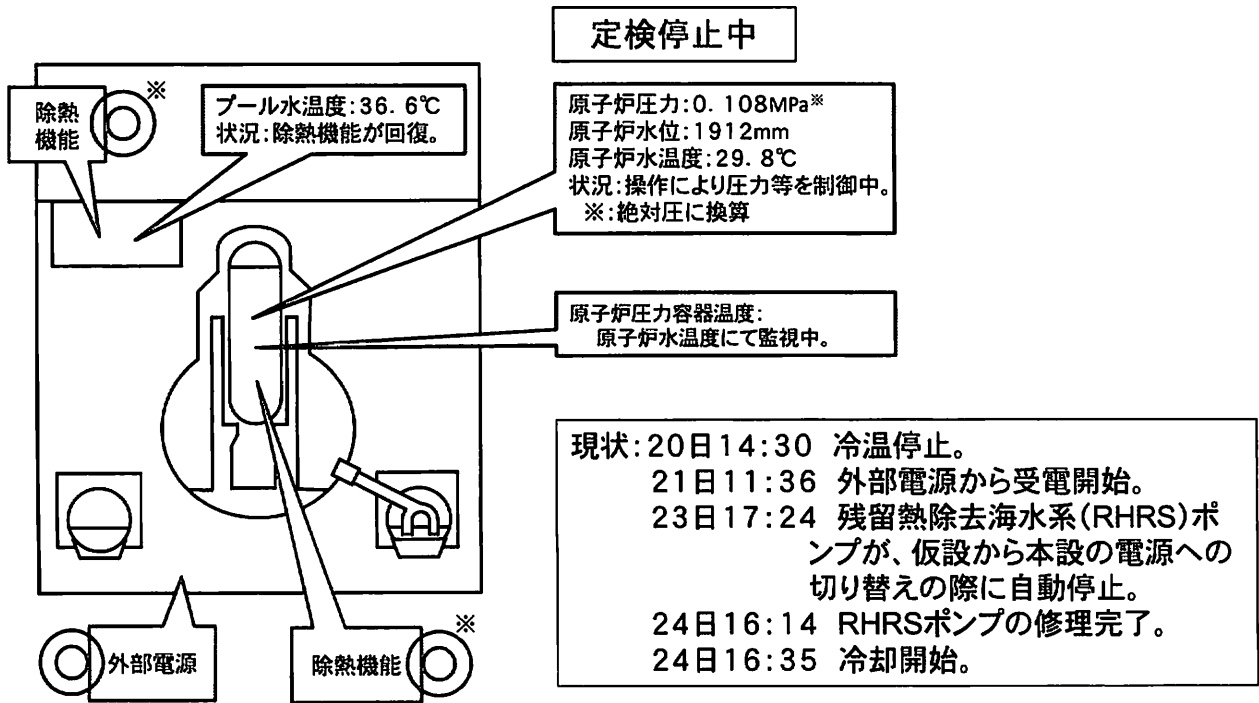 定検停止中
除熱
機能
※
プール水温度:36.6℃
状況:除熱機能が回復。
原子炉圧力:0.108MPa※
原子炉水位:1912mm
原子炉水温度:29.8℃
状況:操作により圧力等を制御中。
※:絶対圧に換算
原子炉圧力容器温度:
原子炉水温度にて監視中。
現状:20日14:30 冷温停止。
21日11:36 外部電源から受電開始。
23日17:24 残留熱除去海水系(RHRS)ポ
ンプが、仮設から本設の電源への
切り替えの際に自動停止。
24日16:14 RHRSポンプの修理完了。
24日16:35 冷却開始。
外部電源
除熱機能
※